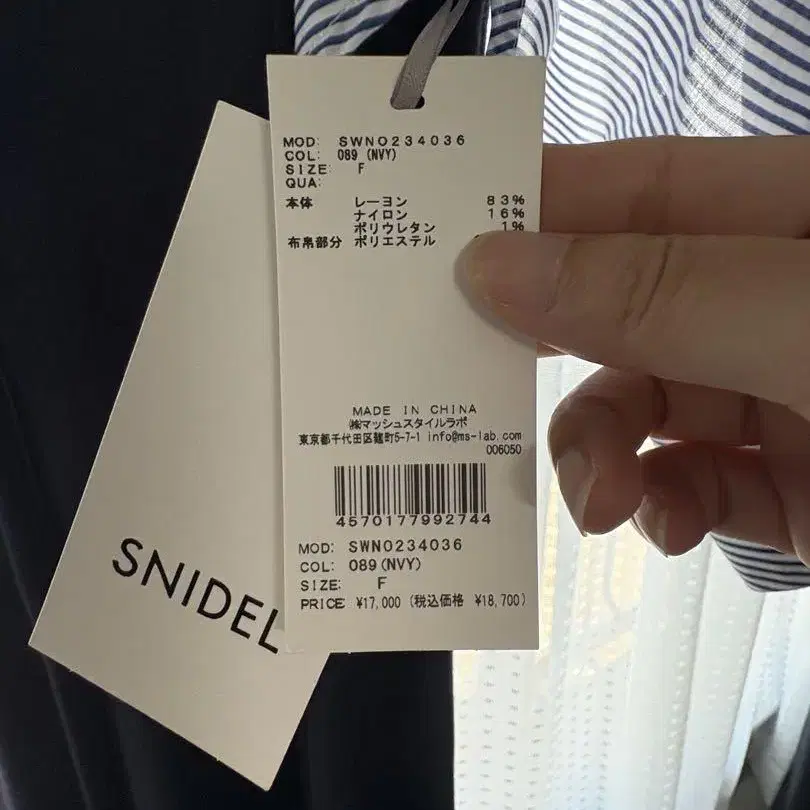 MOD: SWNO234036
COL: 089 (NVY)
SIZE: F
QUA:
本体 レーヨン 83%
ナイロン 16%
ポリウレタン 1%
布帛部分 ポリエステル
MADE IN CHINA
㈱マッシュスタイルラボ
東京都千代田区麹町5-7-1 info@ms-lab.com
006050
4570177992744
MOD: SWNO234036
COL: 089(NVY)
SIZE: F
PRICE ¥17,000 (税込価格 ¥18,700)
SNIDEL